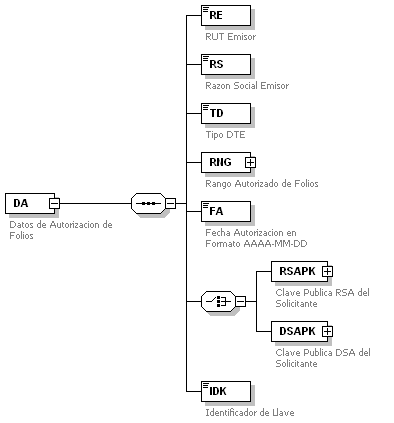 RE
RUT Emisor
RS
Razon Social Emisor
TD
Tipo DTE
RNG
Rango Autorizado de Folios
DA
Datos de Autorizacion de
Folios
FA
Fecha Autorizacion en
Formato AAAA-MM-DD
RSAPK
Clave Publica RSA del
Solicitante
DSAPK
Clave Publica DSA del
Solicitante
IDK
Identificador de Llave